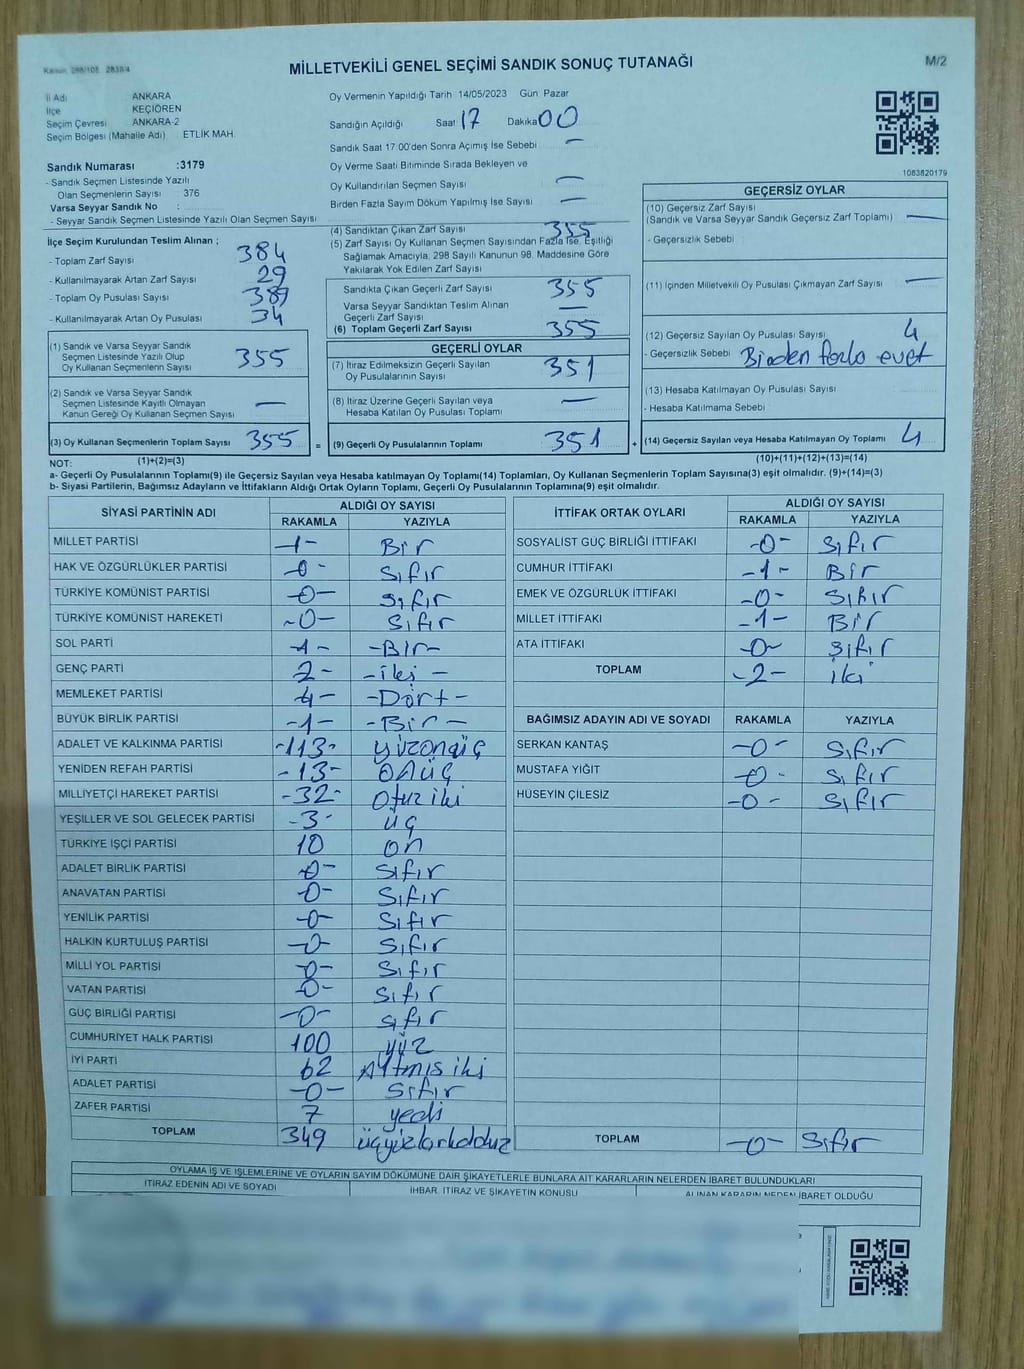 Kanun: 298/105 2839/4
MİLLETVEKİLİ GENEL SEÇİMİ SANDIK SONUÇ TUTANAĞI
M/2
İl Adı ANKARA
İlçe KEÇİÖREN
Seçim Çevresi ANKARA-2
Seçim Bölgesi (Mahalle Adı) ETLİK MAH.
Oy Vermenin Yapıldığı Tarih 14/05/2023 Gün Pazar
Sandığın Açıldığı Saat 17 Dakika 00
Sandık Saat 17 00'den Sonra Açımış İse Sebebi —
Oy Verme Saati Bitiminde Sırada Bekleyen ve
Oy Kullandırılan Seçmen Sayısı —
Birden Fazla Sayım Döküm Yapılmış İse Sayısı —
1083820179
Sandık Numarası :3179
- Sandık Seçmen Listesinde Yazılı
Olan Seçmenlerin Sayısı : 376
Varsa Seyyar Sandık No :
- Seyyar Sandık Seçmen Listesinde Yazılı Olan Seçmen Sayısı
İlçe Seçim Kurulundan Teslim Alınan ;
- Toplam Zarf Sayısı 384
- Kullanılmayarak Artan Zarf Sayısı 29
- Toplam Oy Pusulası Sayısı 389
- Kullanılmayarak Artan Oy Pusulası 34
(1) Sandık ve Varsa Seyyar Sandık
Seçmen Listesinde Yazılı Olup
Oy Kullanan Seçmenlerin Sayısı 355
(2) Sandık ve Varsa Seyyar Sandık
Seçmen Listesinde Kayıtlı Olmayan
Kanun Gereği Oy Kullanan Seçmen Sayısı —
(3) Oy Kullanan Seçmenlerin Toplam Sayısı 355 =
(4) Sandıktan Çıkan Zarf Sayısı 355
(5) Zarf Sayısı Oy Kullanan Seçmen Sayısından Fazla İse, Eşitliği
Sağlamak Amacıyla, 298 Sayılı Kanunun 98. Maddesine Göre
Yakılarak Yok Edilen Zarf Sayısı
Sandıkta Çıkan Geçerli Zarf Sayısı 355
Varsa Seyyar Sandıktan Teslim Alınan
Geçerli Zarf Sayısı —
(6) Toplam Geçerli Zarf Sayısı 355
GEÇERLİ OYLAR
(7) İtiraz Edilmeksizin Geçerli Sayılan
Oy Pusulalarının Sayısı 351
(8) İtiraz Üzerine Geçerli Sayılan veya
Hesaba Katılan Oy Pusulası Toplamı —
(9) Geçerli Oy Pusulalarının Toplamı 351 +
GEÇERSİZ OYLAR
(10) Geçersiz Zarf Sayısı
(Sandık ve Varsa Seyyar Sandık Geçersiz Zarf Toplamı) —
- Geçersizlik Sebebi
(11) İçinden Milletvekili Oy Pusulası Çıkmayan Zarf Sayısı —
(12) Geçersiz Sayılan Oy Pusulası Sayısı 4
- Geçersizlik Sebebi Birden fazla evet
(13) Hesaba Katılmayan Oy Pusulası Sayısı
- Hesaba Katılmama Sebebi
(14) Geçersiz Sayılan veya Hesaba Katılmayan Oy Toplamı 4
NOT: (1)+(2)=(3) (10)+(11)+(12)+(13)=(14)
a- Geçerli Oy Pusulalarının Toplamı(9) ile Geçersiz Sayılan veya Hesaba katılmayan Oy Toplamı(14) Toplamları, Oy Kullanan Seçmenlerin Toplam Sayısına(3) eşit olmalıdır. (9)+(14)=(3)
b- Siyasi Partilerin, Bağımsız Adayların ve İttifakların Aldığı Ortak Oyların Toplamı, Geçerli Oy Pusulalarının Toplamına(9) eşit olmalıdır.
SİYASİ PARTİNİN ADI ALDIĞI OY SAYISI
RAKAMLA YAZIYLA
MİLLET PARTİSİ -1- Bir
HAK VE ÖZGÜRLÜKLER PARTİSİ -0- Sıfır
TÜRKİYE KOMÜNİST PARTİSİ -0- Sıfır
TÜRKİYE KOMÜNİST HAREKETİ -0- Sıfır
SOL PARTİ -1- -Bir-
GENÇ PARTİ 2- -iki-
MEMLEKET PARTİSİ 4- -Dört-
BÜYÜK BİRLİK PARTİSİ -1- -Bir-
ADALET VE KALKINMA PARTİSİ -113- yüzonüç
YENİDEN REFAH PARTİSİ -13- onüç
MİLLİYETÇİ HAREKET PARTİSİ -32- otuz iki
YEŞİLLER VE SOL GELECEK PARTİSİ -3- üç
TÜRKİYE İŞÇİ PARTİSİ 10 on
ADALET BİRLİK PARTİSİ -0- Sıfır
ANAVATAN PARTİSİ -0- Sıfır
YENİLİK PARTİSİ -0- Sıfır
HALKIN KURTULUŞ PARTİSİ -0- Sıfır
MİLLİ YOL PARTİSİ -0- Sıfır
VATAN PARTİSİ -0- Sıfır
GÜÇ BİRLİĞİ PARTİSİ -0- Sıfır
CUMHURİYET HALK PARTİSİ 100 yüz
İYİ PARTİ 62 Altmış iki
ADALET PARTİSİ -0- Sıfır
ZAFER PARTİSİ 7 yedi
TOPLAM 349 üçyüzkırkdokuz
İTTİFAK ORTAK OYLARI ALDIĞI OY SAYISI
RAKAMLA YAZIYLA
SOSYALİST GÜÇ BİRLİĞİ İTTİFAKI -0- Sıfır
CUMHUR İTTİFAKI -1- Bir
EMEK VE ÖZGÜRLÜK İTTİFAKI -0- Sıfır
MİLLET İTTİFAKI -1- Bir
ATA İTTİFAKI -0- Sıfır
TOPLAM -2- iki
BAĞIMSIZ ADAYIN ADI VE SOYADI RAKAMLA YAZIYLA
SERKAN KANTAŞ -0- Sıfır
MUSTAFA YİĞİT -0- Sıfır
HÜSEYİN ÇİLESİZ -0- Sıfır
TOPLAM -0- Sıfır
OYLAMA İŞ VE İŞLEMLERİNE VE OYLARIN SAYIM DÖKÜMÜNE DAİR ŞİKAYETLERLE BUNLARA AİT KARARLARIN NELERDEN İBARET BULUNDUKLARI
İTİRAZ EDENİN ADI VE SOYADI İHBAR, İTİRAZ VE ŞİKAYETİN KONUSU ALINAN KARARIN NEDEN İBARET OLDUĞU